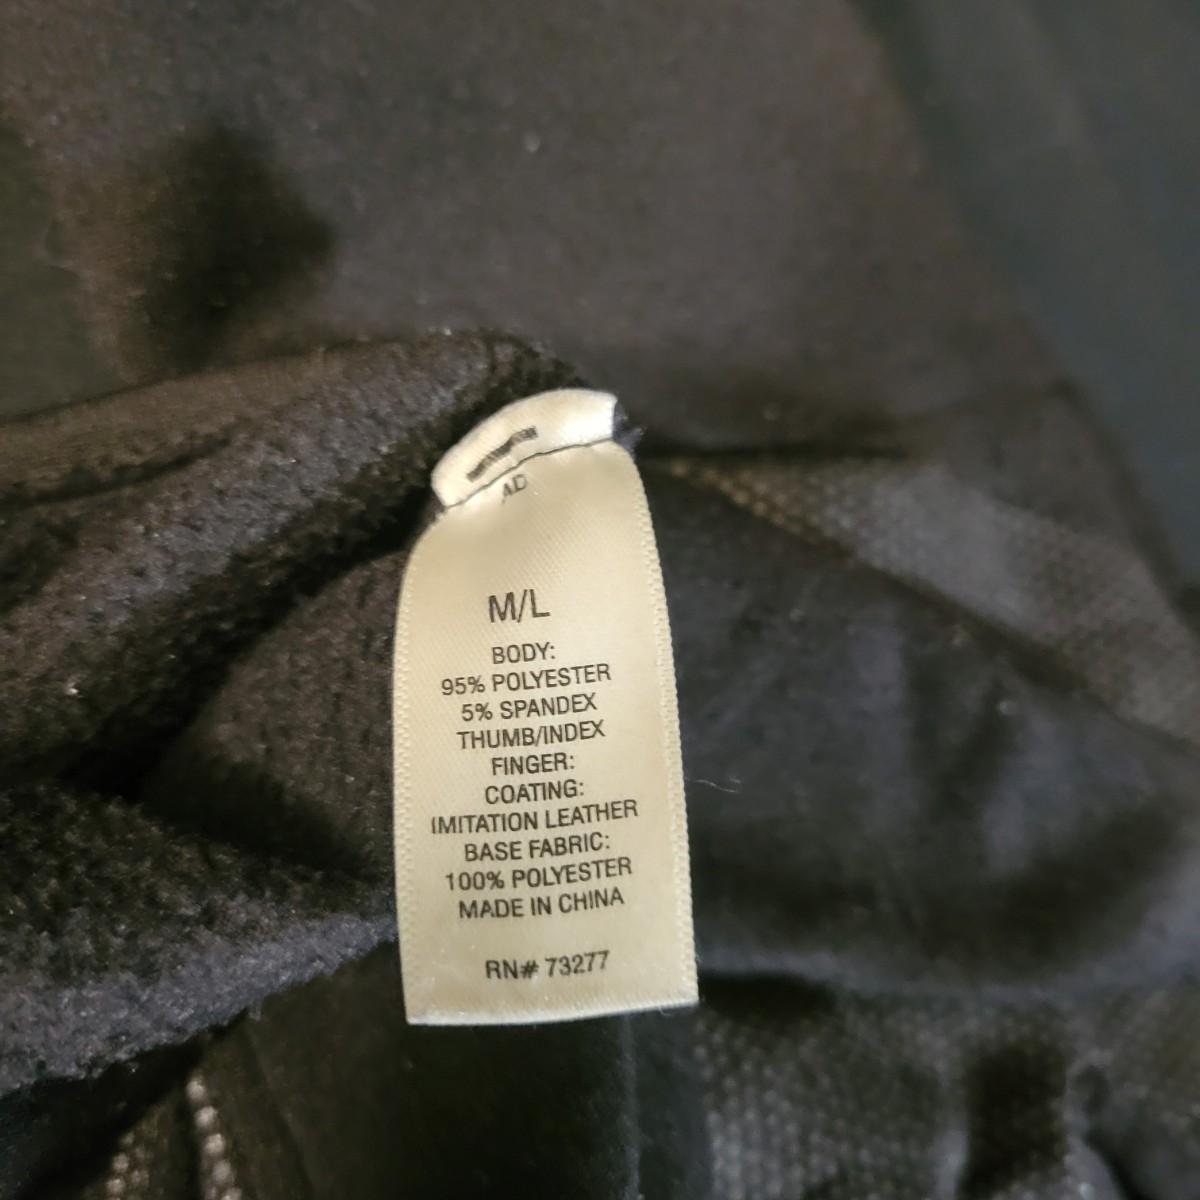 AD
M/L
BODY:
95% POLYESTER
5% SPANDEX
THUMB/INDEX
FINGER:
COATING:
IMITATION LEATHER
BASE FABRIC:
100% POLYESTER
MADE IN CHINA
RN# 73277